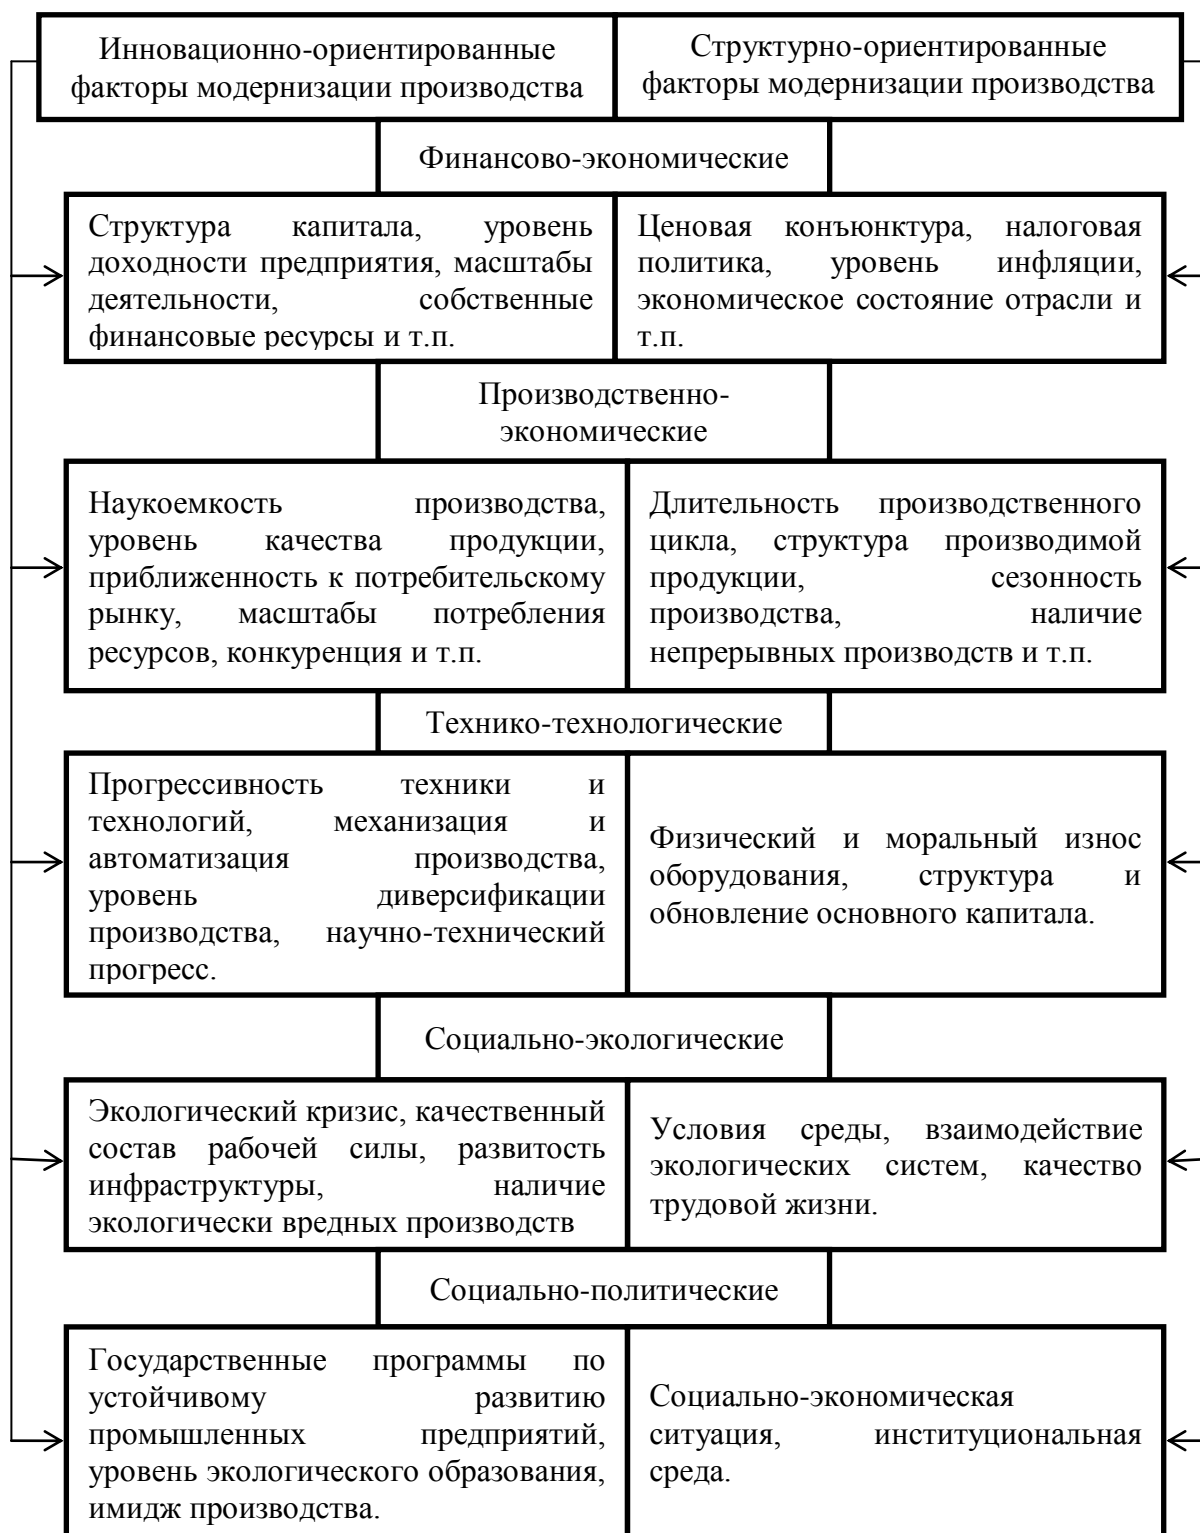 Инновационно-ориентированные
факторы модернизации производства
Структурно-ориентированные
факторы модернизации производства
Финансово-экономические
Структура капитала, уровень
доходности предприятия, масштабы
деятельности, собственные
финансовые ресурсы и т.п.
Ценовая конъюнктура, налоговая
политика, уровень инфляции,
экономическое состояние отрасли и
т.п.
Производственно-
экономические
Наукоемкость производства,
уровень качества продукции,
приближенность к потребительскому
рынку, масштабы потребления
ресурсов, конкуренция и т.п.
Длительность производственного
цикла, структура производимой
продукции, сезонность
производства, наличие
непрерывных производств и т.п.
Технико-технологические
Прогрессивность техники и
технологий, механизация и
автоматизация производства,
уровень диверсификации
производства, научно-технический
прогресс.
Физический и моральный износ
оборудования, структура и
обновление основного капитала.
Социально-экологические
Экологический кризис, качественный
состав рабочей силы, развитость
инфраструктуры, наличие
экологически вредных производств
Условия среды, взаимодействие
экологических систем, качество
трудовой жизни.
Социально-политические
Государственные программы по
устойчивому развитию
промышленных предприятий,
уровень экологического образования,
имидж производства.
Социально-экономическая
ситуация, институциональная
среда.